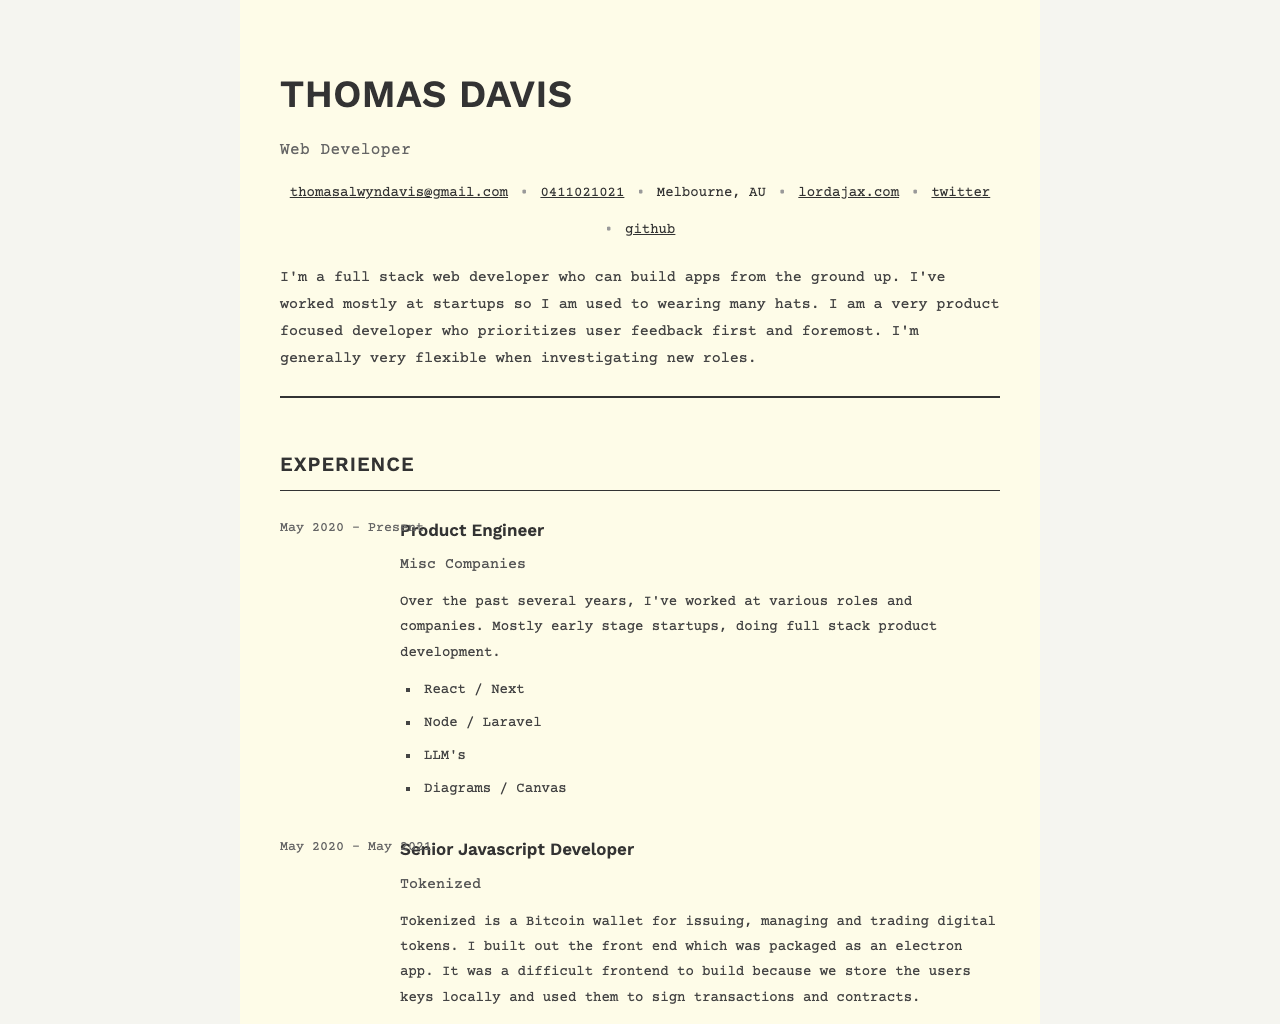 THOMAS DAVIS
Web Developer
thomasalwyndavis@gmail.com • 0411021021 • Melbourne, AU • lordajax.com • twitter
• github
I'm a full stack web developer who can build apps from the ground up. I've
worked mostly at startups so I am used to wearing many hats. I am a very product
focused developer who prioritizes user feedback first and foremost. I'm
generally very flexible when investigating new roles.
EXPERIENCE
May 2020 – Present Product Engineer
Misc Companies
Over the past several years, I've worked at various roles and
companies. Mostly early stage startups, doing full stack product
development.
▪ React / Next
▪ Node / Laravel
▪ LLM's
▪ Diagrams / Canvas
May 2020 – May 2021 Senior Javascript Developer
Tokenized
Tokenized is a Bitcoin wallet for issuing, managing and trading digital
tokens. I built out the front end which was packaged as an electron
app. It was a difficult frontend to build because we store the users
keys locally and used them to sign transactions and contracts.